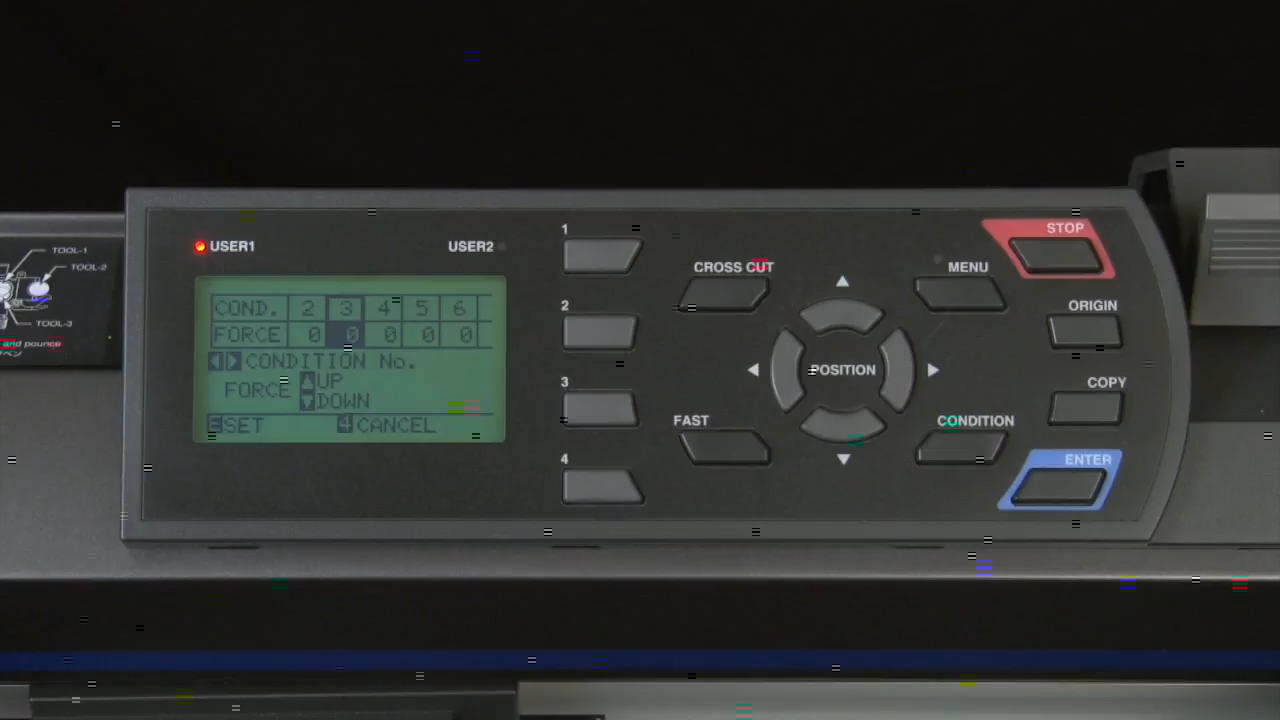 TOOL-1
TOOL-2
TOOL-3
and pounce
USER1
USER2
COND. 2 3 4 5 6
FORCE 0 0 0 0 0
CONDITION No.
FORCE UP
DOWN
E SET 4 CANCEL
1
2
3
4
CROSS CUT
MENU
POSITION
FAST
CONDITION
STOP
ORIGIN
COPY
ENTER